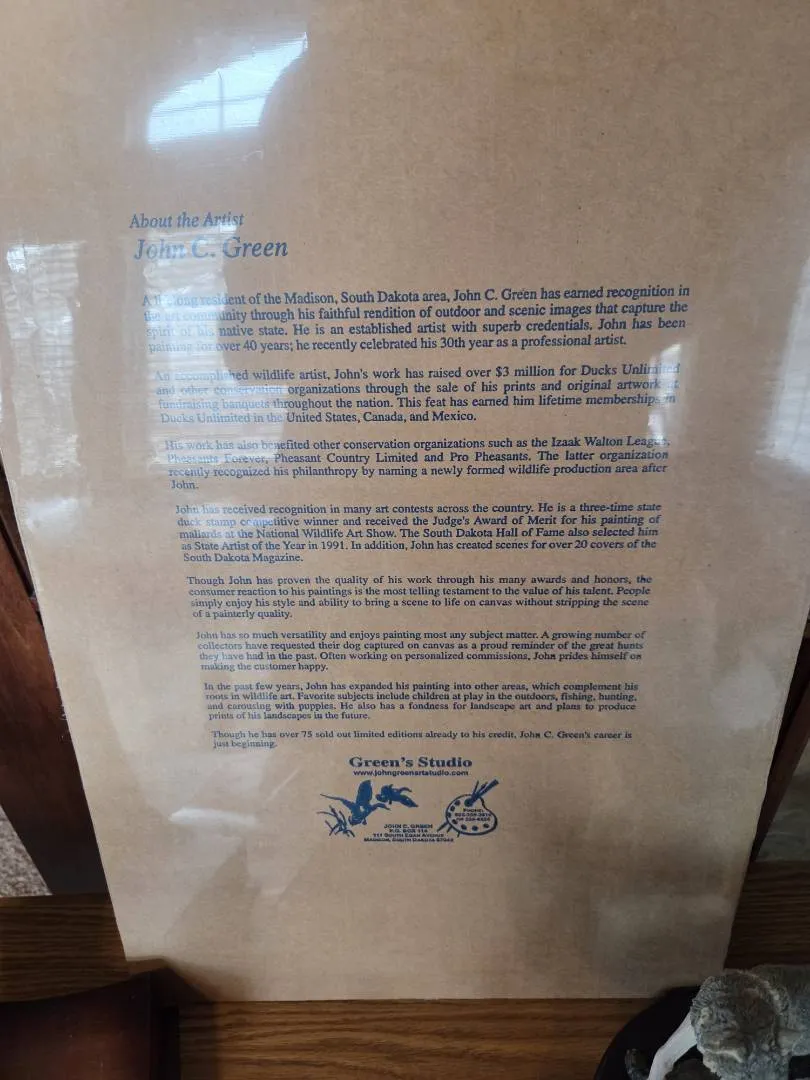 About the Artist
John C. Green
A lifelong resident of the Madison, South Dakota area, John C. Green has earned recognition in
the art community through his faithful rendition of outdoor and scenic images that capture the
spirit of his native state. He is an established artist with superb credentials. John has been
painting for over 40 years; he recently celebrated his 30th year as a professional artist.
An accomplished wildlife artist, John's work has raised over $3 million for Ducks Unlimited
and other conservation organizations through the sale of his prints and original artwork at
fundraising banquets throughout the nation. This feat has earned him lifetime memberships in
Ducks Unlimited in the United States, Canada, and Mexico.
His work has also benefited other conservation organizations such as the Izaak Walton League,
Pheasants Forever, Pheasant Country Limited and Pro Pheasants. The latter organization
recently recognized his philanthropy by naming a newly formed wildlife production area after
John.
John has received recognition in many art contests across the country. He is a three-time state
duck stamp competitive winner and received the Judge's Award of Merit for his painting of
mallards at the National Wildlife Art Show. The South Dakota Hall of Fame also selected him
as State Artist of the Year in 1991. In addition, John has created scenes for over 20 covers of the
South Dakota Magazine.
Though John has proven the quality of his work through his many awards and honors, the
consumer reaction to his paintings is the most telling testament to the value of his talent. People
simply enjoy his style and ability to bring a scene to life on canvas without stripping the scene
of a painterly quality.
John has so much versatility and enjoys painting most any subject matter. A growing number of
collectors have requested their dog captured on canvas as a proud reminder of the great hunts
they have had in the past. Often working on personalized commissions, John prides himself on
making the customer happy.
In the past few years, John has expanded his painting into other areas, which complement his
roots in wildlife art. Favorite subjects include children at play in the outdoors, fishing, hunting,
and carousing with puppies. He also has a fondness for landscape art and plans to produce
prints of his landscapes in the future.
Though he has over 75 sold out limited editions already to his credit, John C. Green's career is
just beginning.
Green's Studio
www.johngreenartstudio.com
PHONE:
JOHN C. GREEN
P.O. BOX 114
111 SOUTH EGAN AVENUE
MADISON, SOUTH DAKOTA 57042